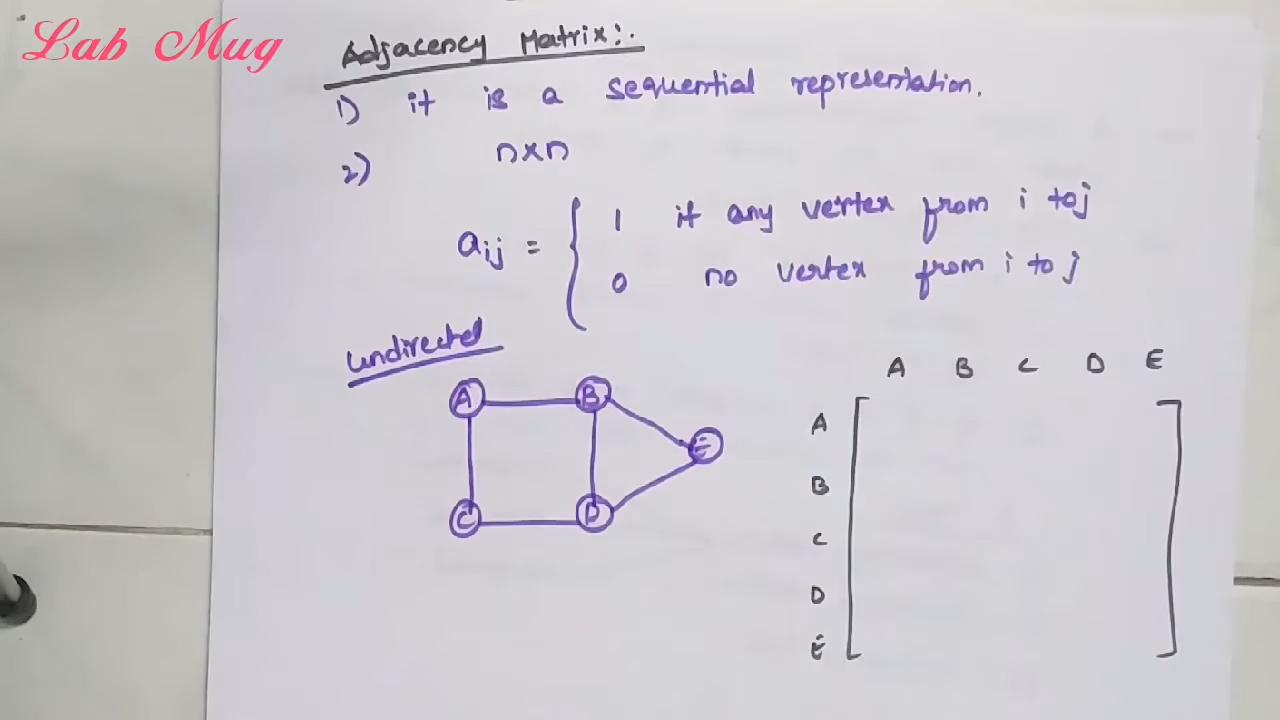 Lab Mug
Adjacency Matrix:.
1) it is a sequential representation.
2) n×n
aij = { 1 if any vertex from i to j
0 no vertex from i to j
undirected
A B E C D
A B C D E
A
B
C
D
E